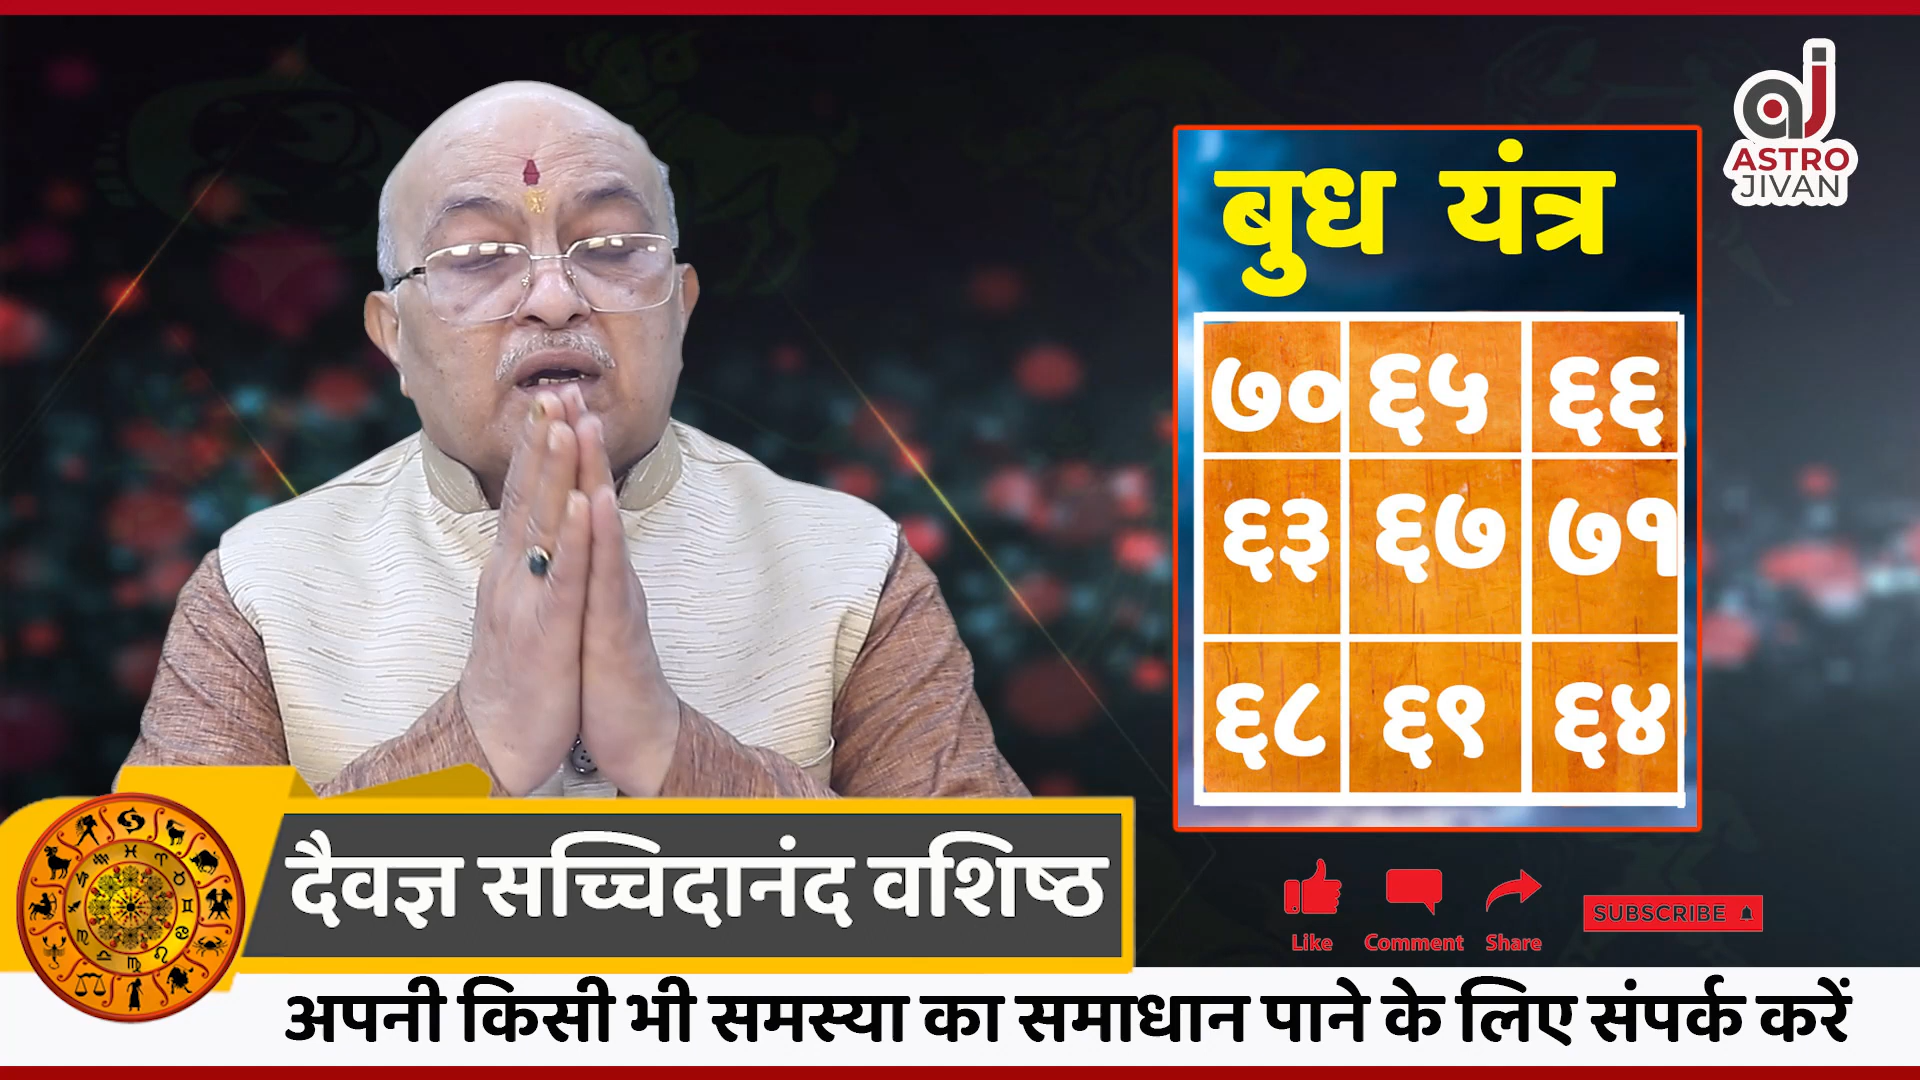 aj
ASTRO
JIVAN
बुध यंत्र
७० ६५ ६६
६३ ६७ ७१
६८ ६९ ६४
दैवज्ञ सच्चिदानंद वशिष्ठ
Like Comment Share SUBSCRIBE
अपनी किसी भी समस्या का समाधान पाने के लिए संपर्क करें